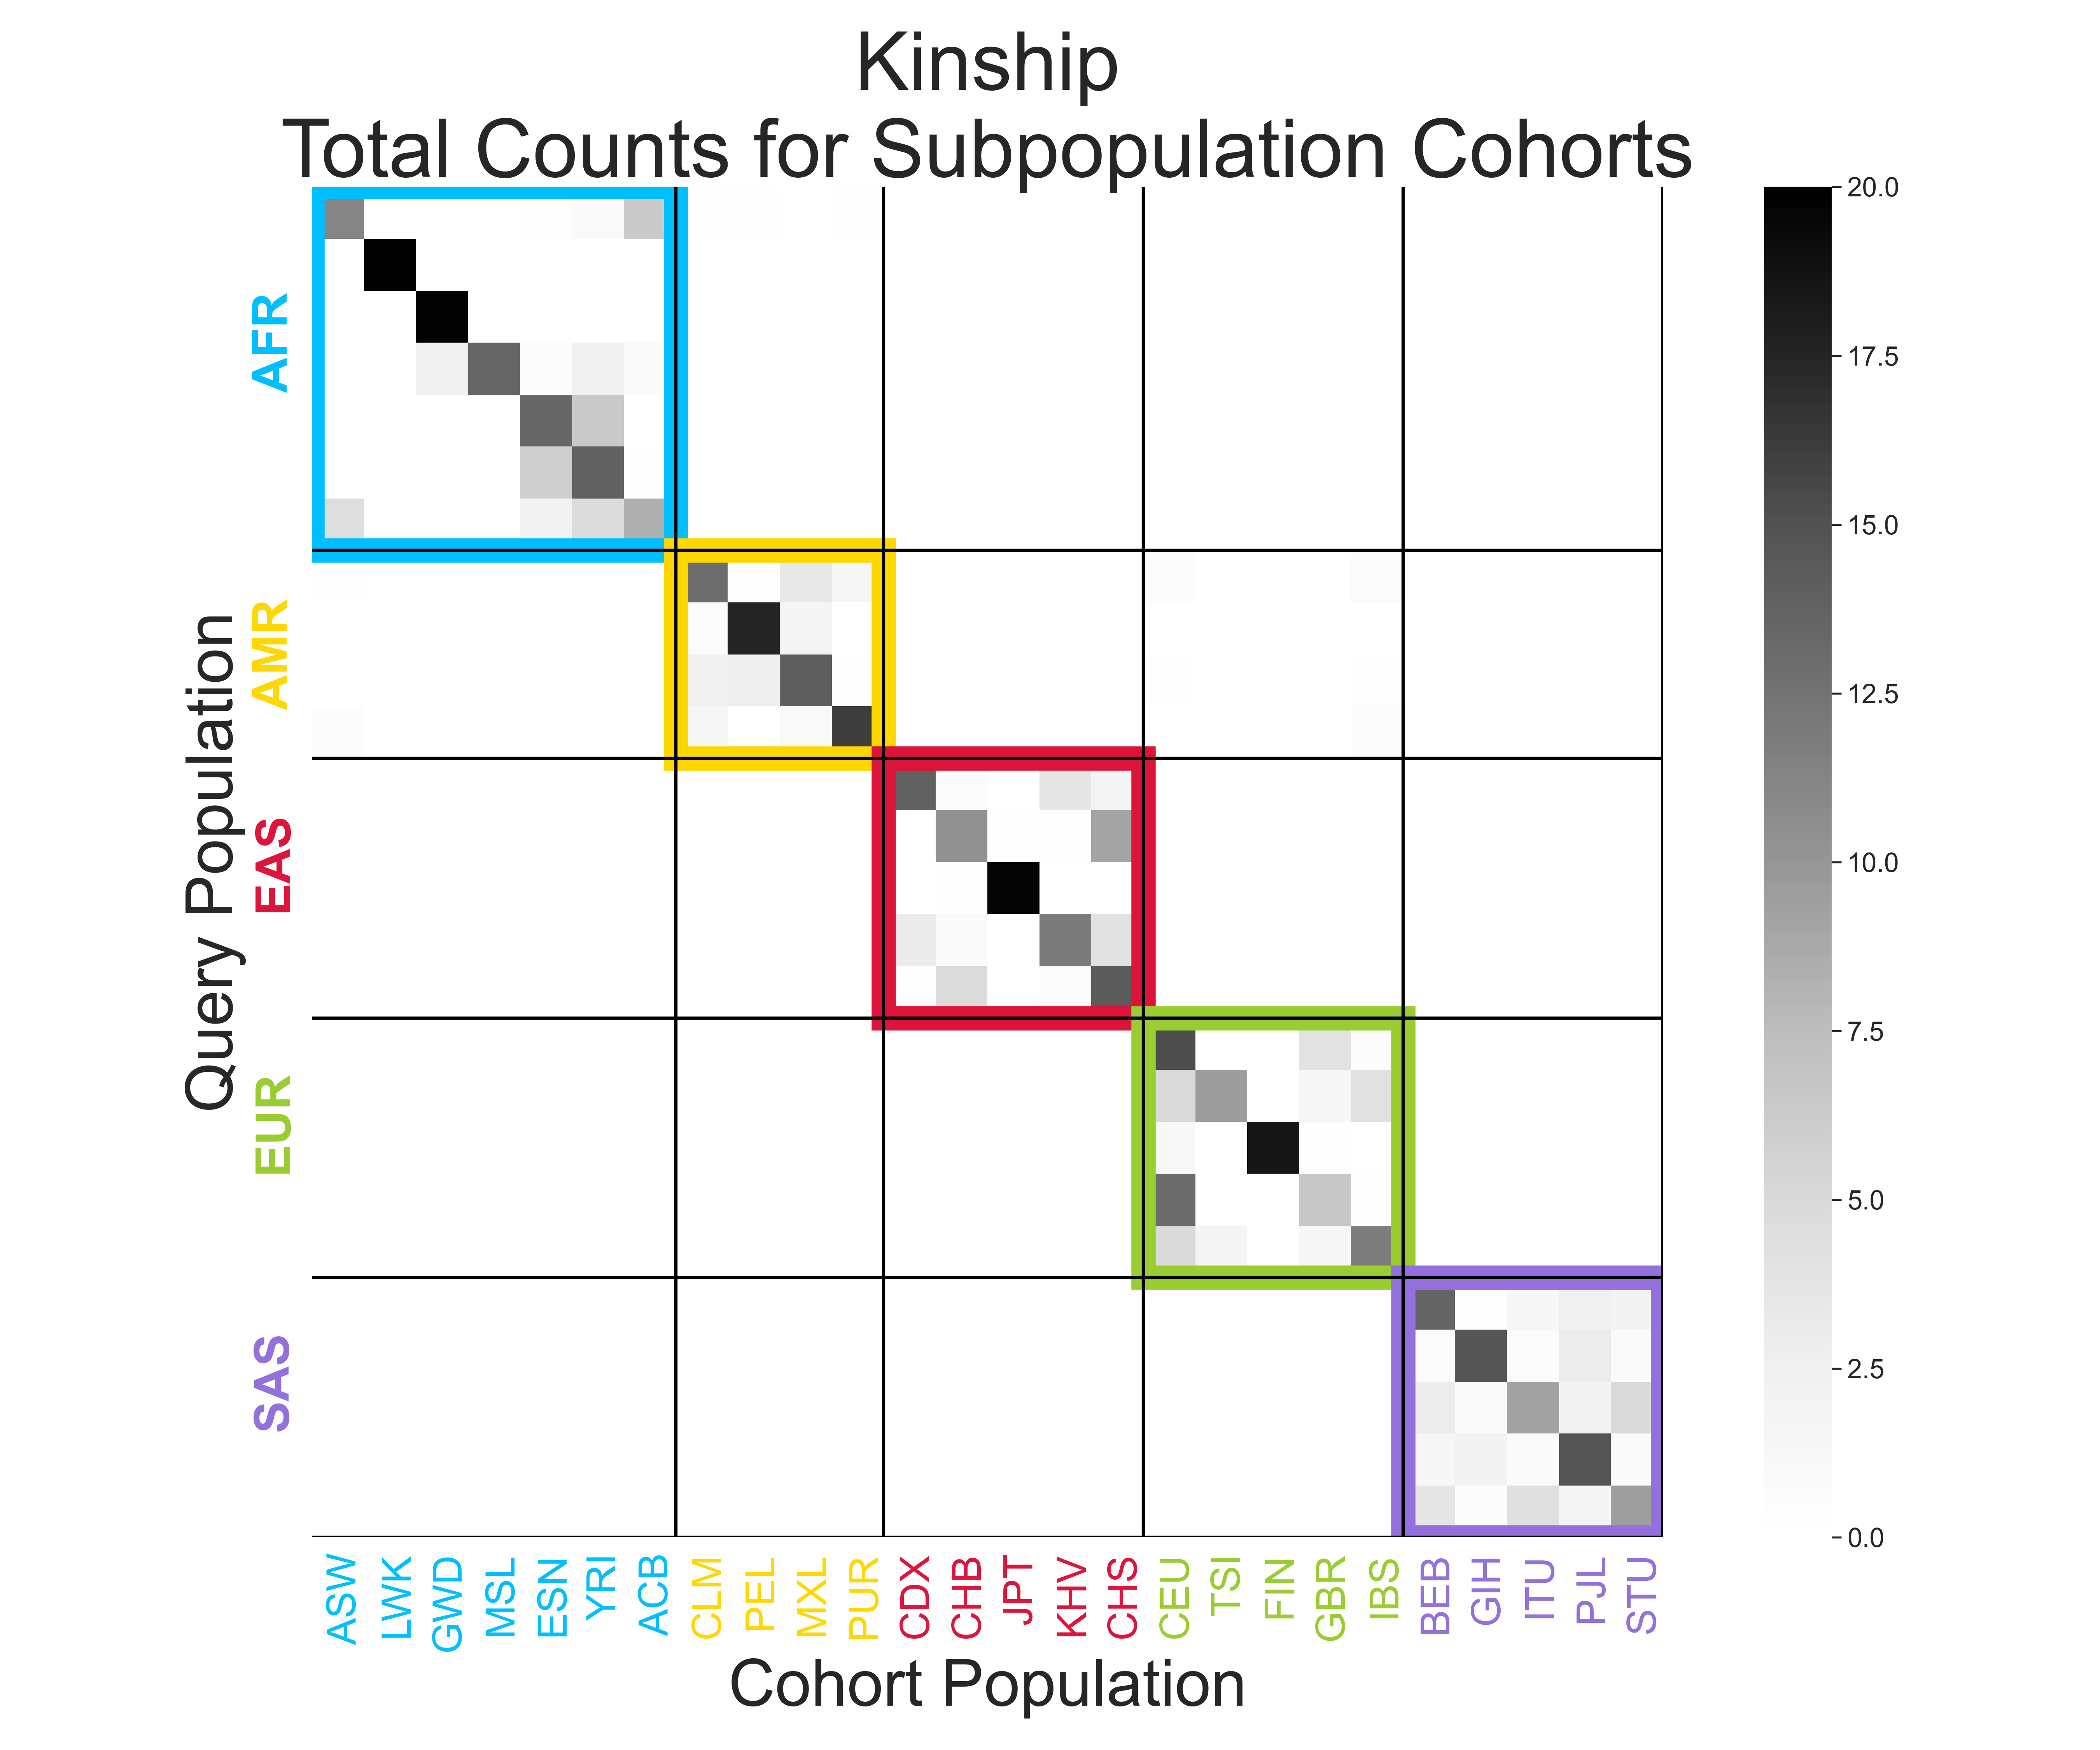 Kinship
Total Counts for Subpopulation Cohorts
Query Population
AFR
AMR
EAS
EUR
SAS
20.0
17.5
15.0
12.5
10.0
7.5
5.0
2.5
0.0
ASW
LWK
GWD
MSL
ESN
YRI
ACB
CLM
PEL
MXL
PUR
CDX
CHB
JPT
KHV
CHS
CEU
TSI
FIN
GBR
IBS
BEB
GIH
ITU
PJL
STU
Cohort Population